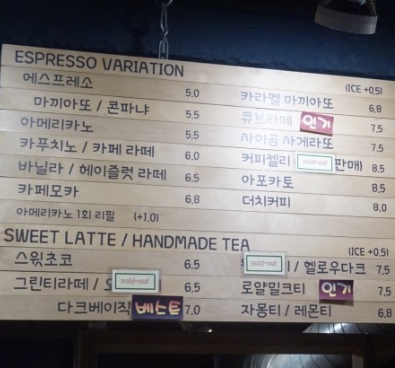 ESPRESSO VARIATION
에스프레소 5.0
마끼아또 / 콘파냐 5.5
아메리카노 5.5
카푸치노 / 카페 라떼 6.0
바닐라 / 헤이즐럿 라떼 6.5
카페모카 6.8
아메리카노 1회 리필 (+1.0)
(ICE +0.5)
카라멜 마끼아또 6.8
큐브라떼 인기 7.5
사이공 사게라또 7.5
커피젤리 sold-out 판매) 8.5
아포카토 8.5
더치커피 8.0
SWEET LATTE / HANDMADE TEA
(ICE +0.5)
스윗초코 6.5
그린티라떼 / sold-out 6.5
다크베이직 베스트 7.0
sold-out / 헬로우다크 7.5
로얄밀크티 인기 7.5
자몽티 / 레몬티 6.8